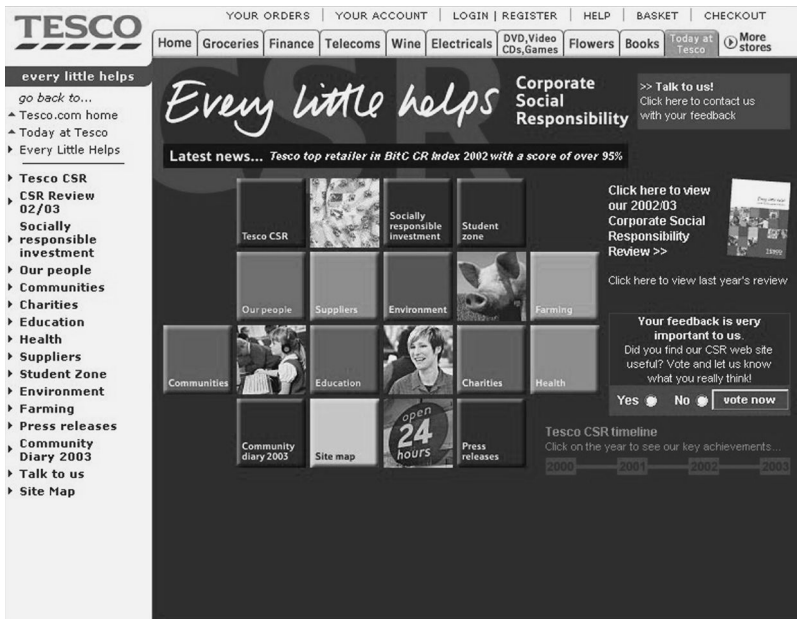 TESCO
YOUR ORDERS | YOUR ACCOUNT | LOGIN | REGISTER | HELP | BASKET | CHECKOUT
Home Groceries Finance Telecoms Wine Electricals DVD,Video CDs,Games Flowers Books Today at Tesco More stores
every little helps
go back to...
Tesco.com home
Today at Tesco
Every Little Helps
Tesco CSR
CSR Review
02/03
Socially
responsible
investment
Our people
Communities
Charities
Education
Health
Suppliers
Student Zone
Environment
Farming
Press releases
Community
Diary 2003
Talk to us
Site Map
CSR
Every little helps
Corporate
Social
Responsibility
>> Talk to us!
Click here to contact us
with your feedback
Latest news... Tesco top retailer in BitC CR Index 2002 with a score of over 95%
Tesco CSR
Socially
responsible
investment
Student
zone
Our people
Suppliers
Environment
Farming
Communities
Education
Charities
Health
Community
diary 2003
Site map
open
24
hours
Press
releases
Click here to view
our 2002/03
Corporate Social
Responsibility
Review >>
Click here to view last year's review
Your feedback is very
important to us.
Did you find our CSR web site
useful? Vote and let us know
what you really think!
Yes No vote now
Tesco CSR timeline
Click on the year to see our key achievements...
2000 2001 2002 2003